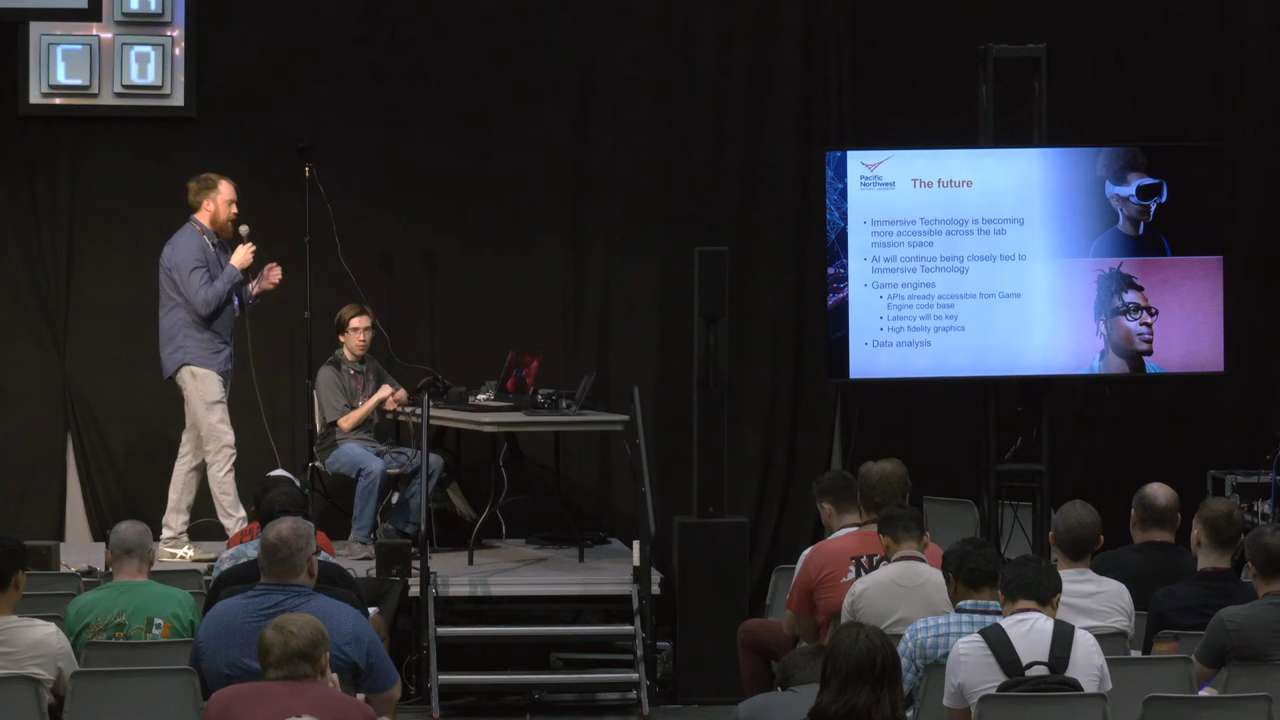 C O
Pacific
Northwest
NATIONAL LABORATORY
The future
• Immersive Technology is becoming
more accessible across the lab
mission space
• AI will continue being closely tied to
Immersive Technology
• Game engines
▪ APIs already accessible from Game
Engine code base
▪ Latency will be key
▪ High fidelity graphics
• Data analysis